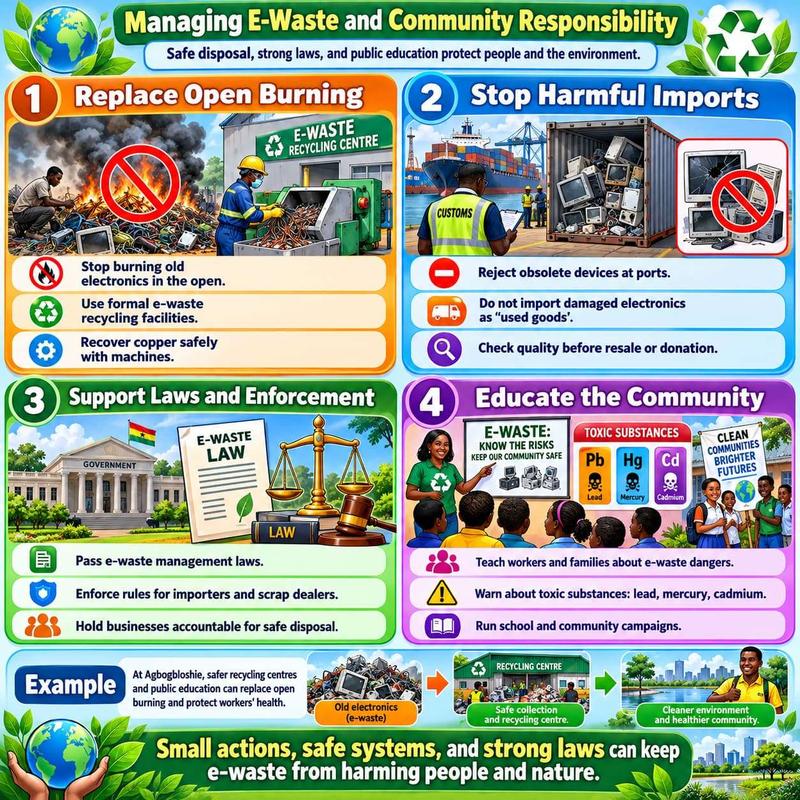 Managing E-Waste and Community Responsibility
Safe disposal, strong laws, and public education protect people and the environment.
1 Replace Open Burning
E-WASTE
RECYCLING CENTRE
Stop burning old
electronics in the open.
Use formal e-waste
recycling facilities.
Recover copper safely
with machines.
2 Stop Harmful Imports
CUSTOMS
Reject obsolete devices at ports.
Do not import damaged electronics
as "used goods'.
Check quality before resale or donation.
3 Support Laws and Enforcement
GOVERNMENT
E-WASTE
LAW
LAW
Pass e-waste management laws.
Enforce rules for importers and scrap dealers.
Hold businesses accountable for safe disposal.
4 Educate the Community
E-WASTE:
KNOW THE RISKS
KEEP OUR COMMUNITY SAFE
TOXIC SUBSTANCES
Pb
Lead
Hg
Mercury
Cd
Cadmium
CLEAN
COMMUNITIES
BRIGHTER
FUTURES
Teach workers and families about e-waste dangers.
Warn about toxic substances: lead, mercury, cadmium.
Run school and community campaigns.
Example
At Agbogbloshie, safer recycling centres
and public education can replace open
burning and protect workers' health.
Old electronics
(e-waste)
RECYCLING CENTRE
Safe collection
and recycling centre.
Cleaner environment
and healthier community.
Small actions, safe systems, and strong laws can keep
e-waste from harming people and nature.